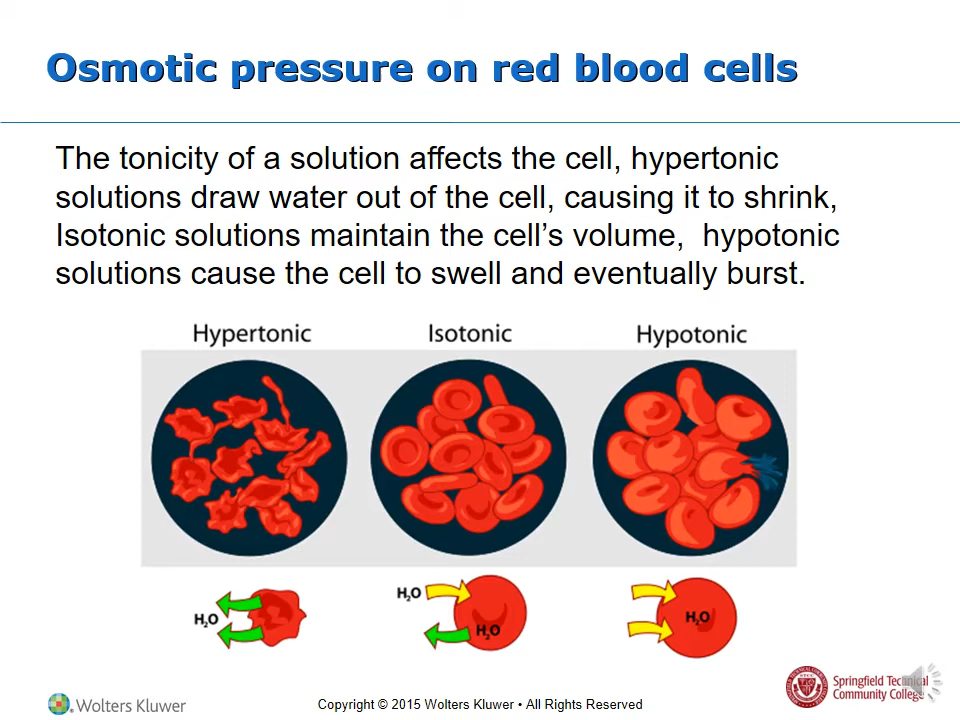 Osmotic pressure on red blood cells
The tonicity of a solution affects the cell, hypertonic
solutions draw water out of the cell, causing it to shrink,
Isotonic solutions maintain the cell’s volume,  hypotonic
solutions cause the cell to swell and eventually burst.
Hypertonic Isotonic Hypotonic
H₂O
H₂O
H₂O
H₂O
Wolters Kluwer
Copyright © 2015 Wolters Kluwer • All Rights Reserved
Springfield Technical
Community College